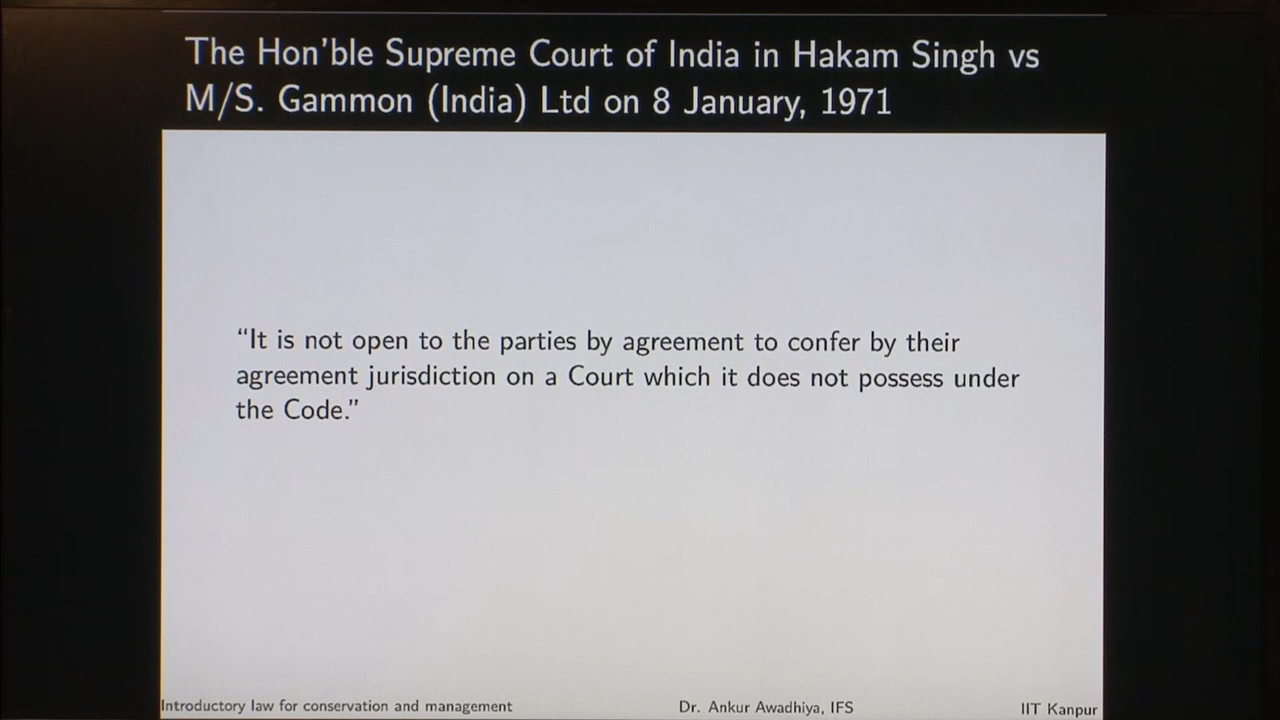 The Hon’ble Supreme Court of India in Hakam Singh vs
M/S. Gammon (India) Ltd on 8 January, 1971
“It is not open to the parties by agreement to confer by their
agreement jurisdiction on a Court which it does not possess under
the Code.”
Introductory law for conservation and management
Dr. Ankur Awadhiya, IFS
IIT Kanpur